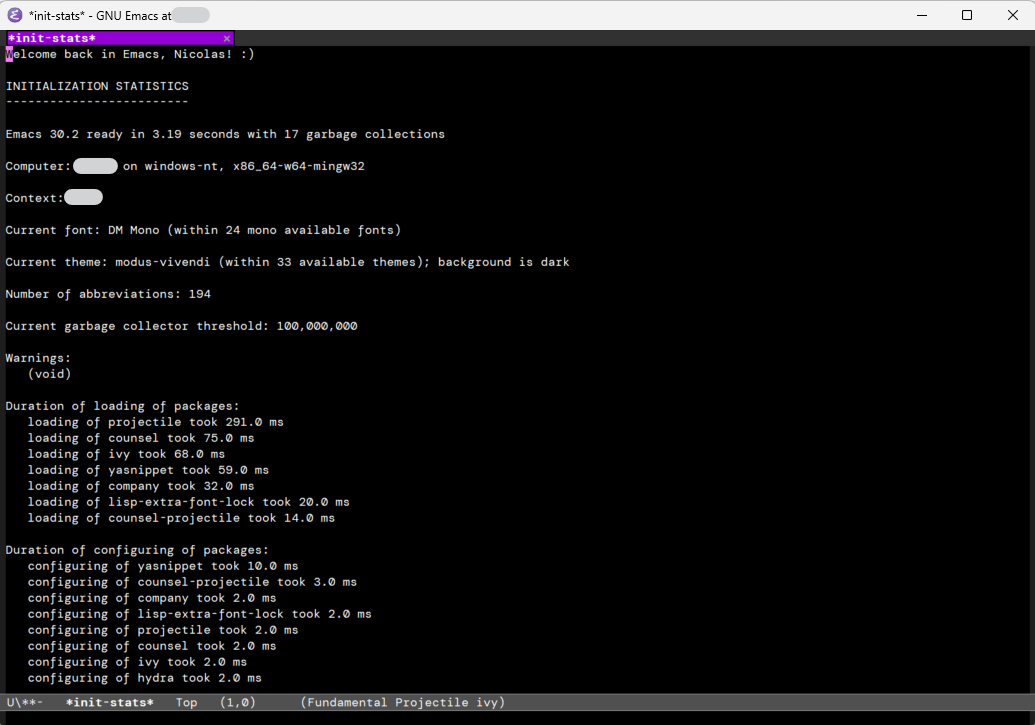 *init-stats* - GNU Emacs at
*init-stats* ×
Welcome back in Emacs, Nicolas! :)
INITIALIZATION STATISTICS
-------------------------
Emacs 30.2 ready in 3.19 seconds with 17 garbage collections
Computer: on windows-nt, x86_64-w64-mingw32
Context:
Current font: DM Mono (within 24 mono available fonts)
Current theme: modus-vivendi (within 33 available themes); background is dark
Number of abbreviations: 194
Current garbage collector threshold: 100,000,000
Warnings:
(void)
Duration of loading of packages:
loading of projectile took 291.0 ms
loading of counsel took 75.0 ms
loading of ivy took 68.0 ms
loading of yasnippet took 59.0 ms
loading of company took 32.0 ms
loading of lisp-extra-font-lock took 20.0 ms
loading of counsel-projectile took 14.0 ms
Duration of configuring of packages:
configuring of yasnippet took 10.0 ms
configuring of counsel-projectile took 3.0 ms
configuring of company took 2.0 ms
configuring of lisp-extra-font-lock took 2.0 ms
configuring of projectile took 2.0 ms
configuring of counsel took 2.0 ms
configuring of ivy took 2.0 ms
configuring of hydra took 2.0 ms
U\**- *init-stats* Top (1,0) (Fundamental Projectile ivy)